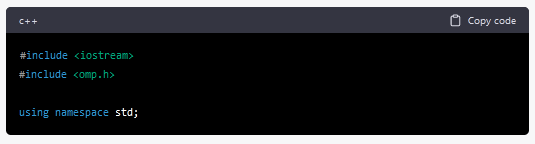 c++ Copy code
#include <iostream>
#include <omp.h>
using namespace std;